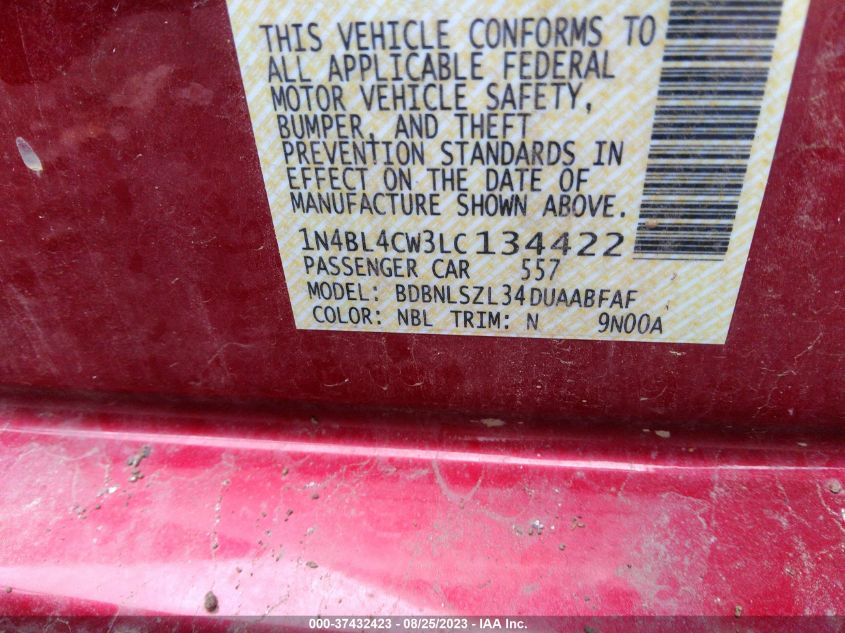 THIS VEHICLE CONFORMS TO
ALL APPLICABLE FEDERAL
MOTOR VEHICLE SAFETY,
BUMPER, AND THEFT
PREVENTION STANDARDS IN
EFFECT ON THE DATE OF
MANUFACTURE SHOWN ABOVE.
1N4BL4CW3LC134422
PASSENGER CAR 557
MODEL: BDBNLSZL34DUAABFAF
COLOR: NBL TRIM: N 9N00A
000-37432423 - 08/25/2023 - IAA Inc.